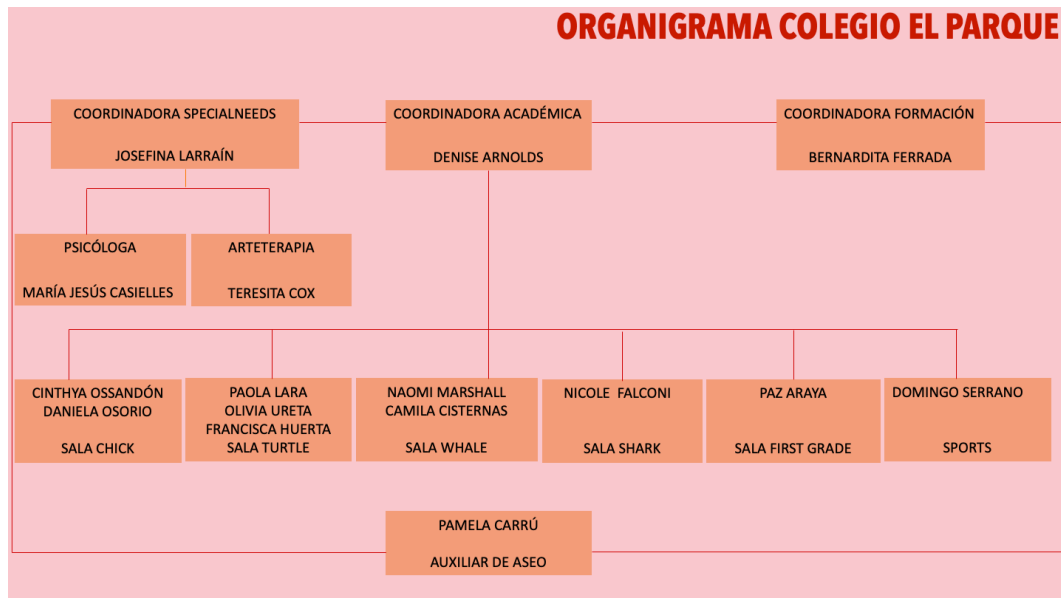 ORGANIGRAMA COLEGIO EL PARQUE
COORDINADORA SPECIALNEEDS
JOSEFINA LARRAÍN
COORDINADORA ACADÉMICA
DENISE ARNOLDS
COORDINADORA FORMACIÓN
BERNARDITA FERRADA
PSICÓLOGA
MARÍA JESÚS CASIELLES
ARTETERAPIA
TERESITA COX
CINTHYA OSSANDÓN
DANIELA OSORIO
SALA CHICK
PAOLA LARA
OLIVIA URETA
FRANCISCA HUERTA
SALA TURTLE
NAOMI MARSHALL
CAMILA CISTERNAS
SALA WHALE
NICOLE FALCONI
SALA SHARK
PAZ ARAYA
SALA FIRST GRADE
DOMINGO SERRANO
SPORTS
PAMELA CARRÚ
AUXILIAR DE ASEO